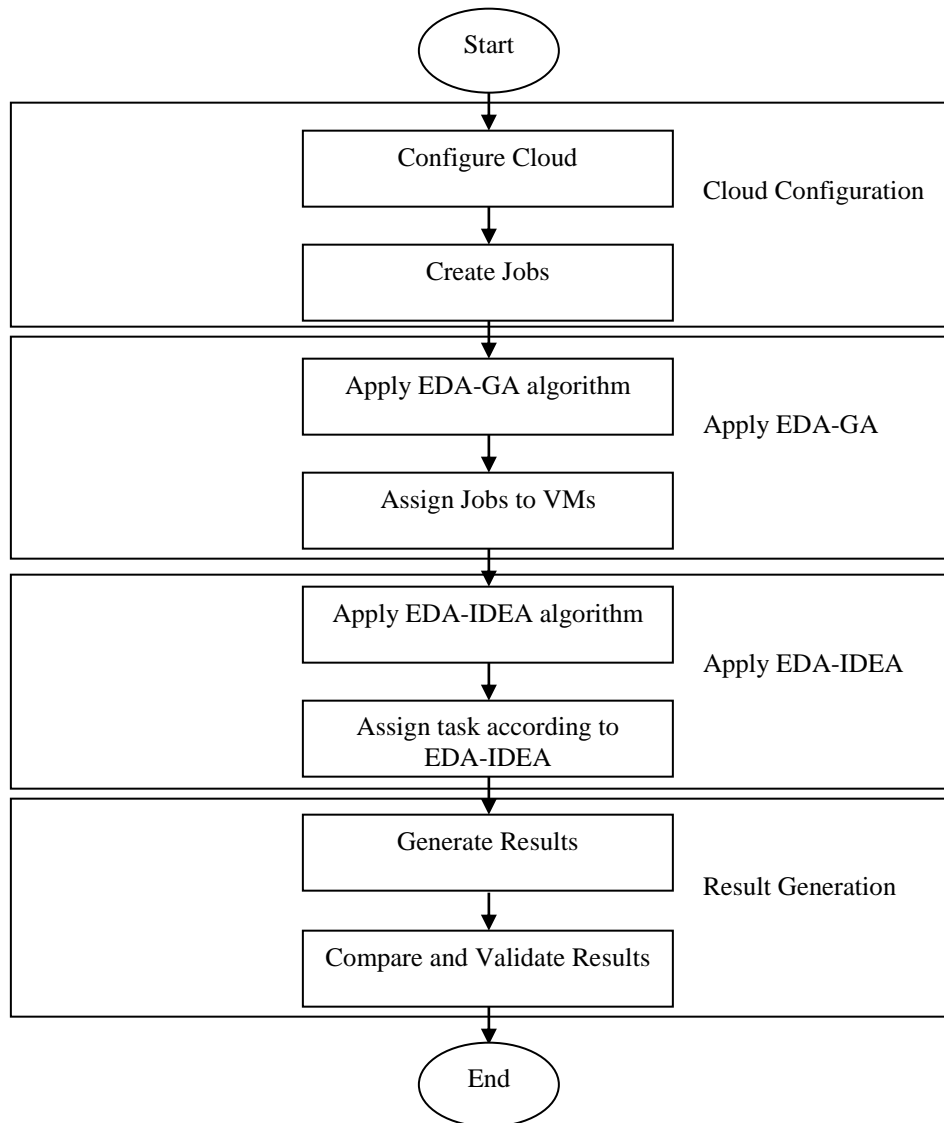 Start
Configure Cloud
Cloud Configuration
Create Jobs
Apply EDA-GA algorithm
Apply EDA-GA
Assign Jobs to VMs
Apply EDA-IDEA algorithm
Apply EDA-IDEA
Assign task according to
EDA-IDEA
Generate Results
Result Generation
Compare and Validate Results
End